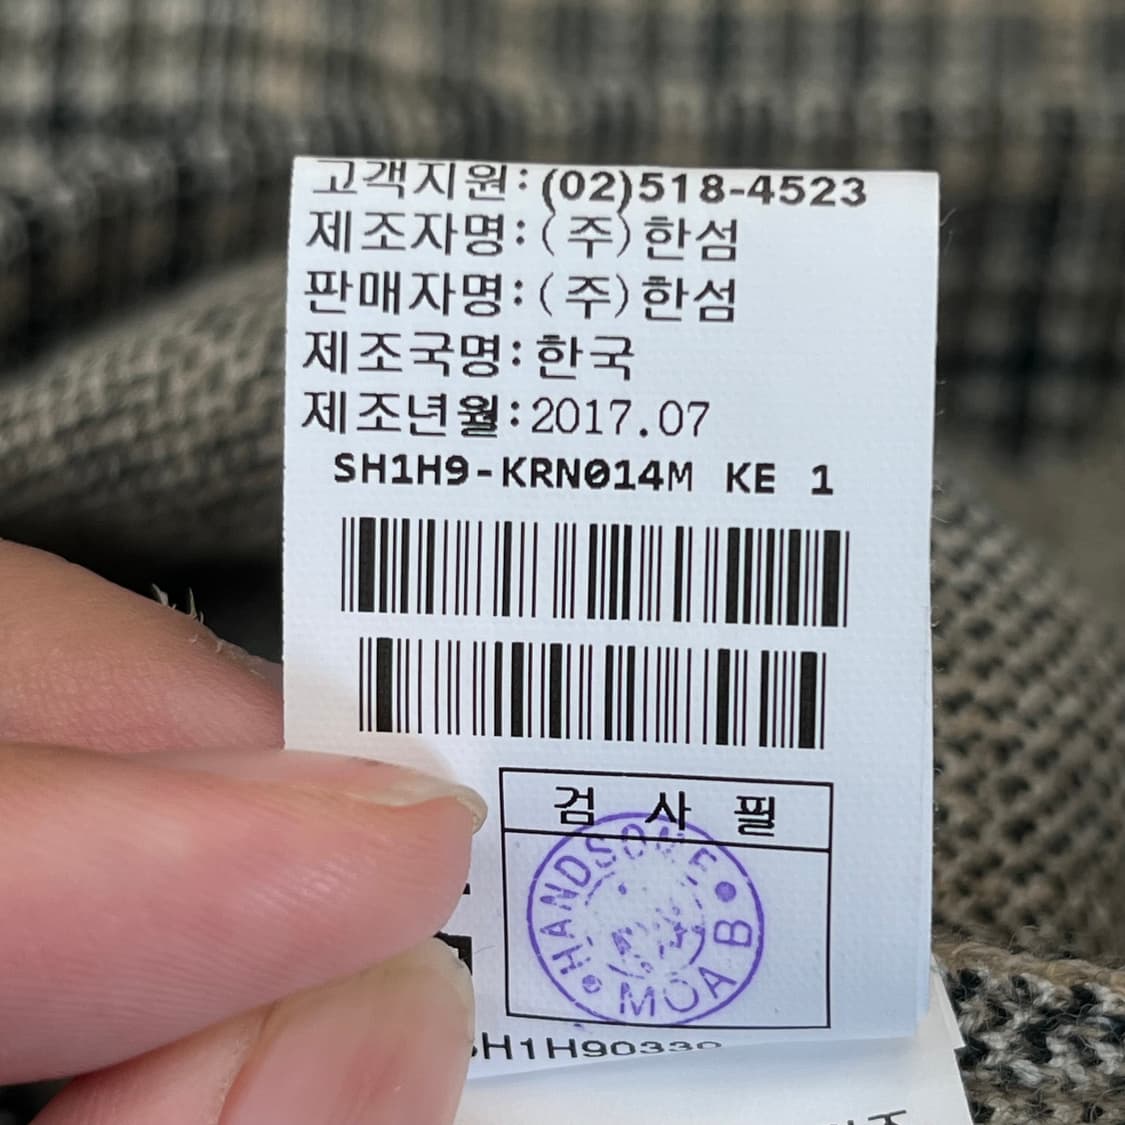 고객지원:(02)518-4523
제조자명:(주)한섬
판매자명:(주)한섬
제조국명:한국
제조년월:2017.07
SH1H9-KRN014M KE 1
검 사 필
HANDSOME
MOA B
H1H90330